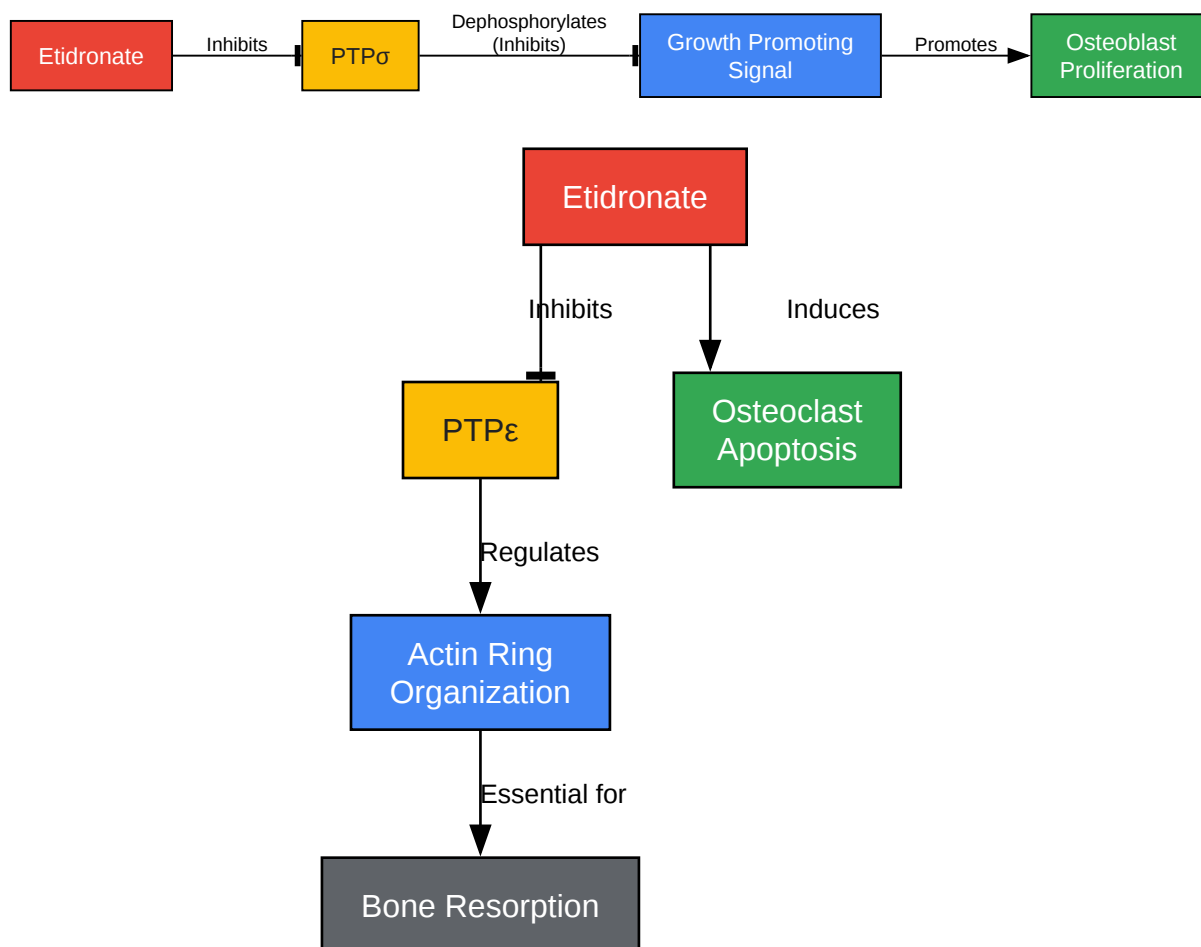 Etidronate
Inhibits
PTPσ
Dephosphorylates
(Inhibits)
Growth Promoting
Signal
Promotes
Osteoblast
Proliferation
Etidronate
Inhibits
Induces
PTPε
Osteoclast
Apoptosis
Regulates
Actin Ring
Organization
Essential for
Bone Resorption